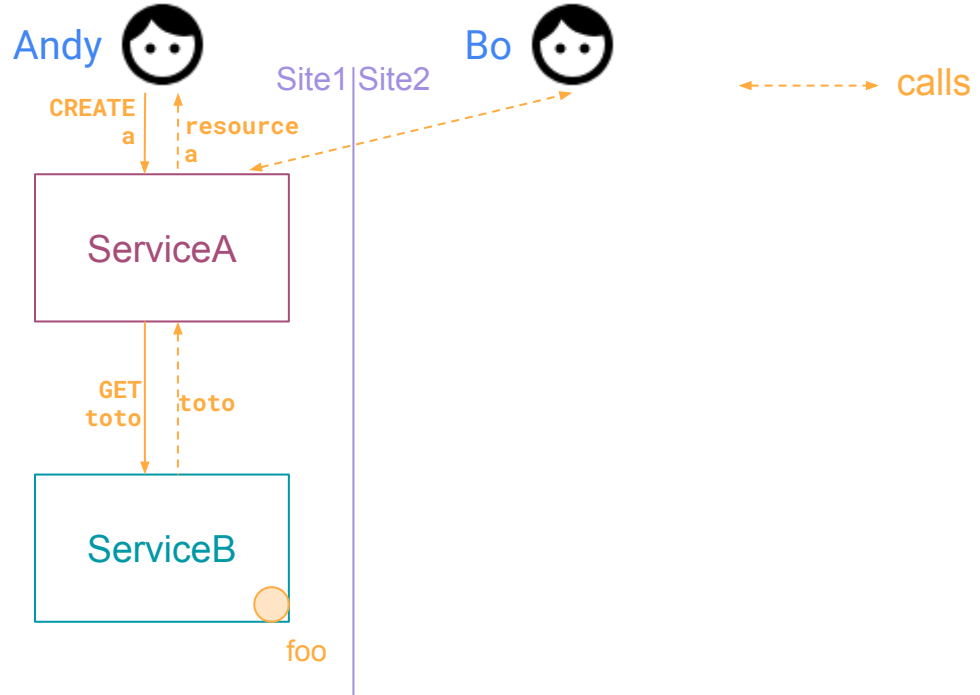 Andy
Bo
Site1
Site2
calls
CREATE
a
resource
a
ServiceA
GET
toto
toto
ServiceB
foo